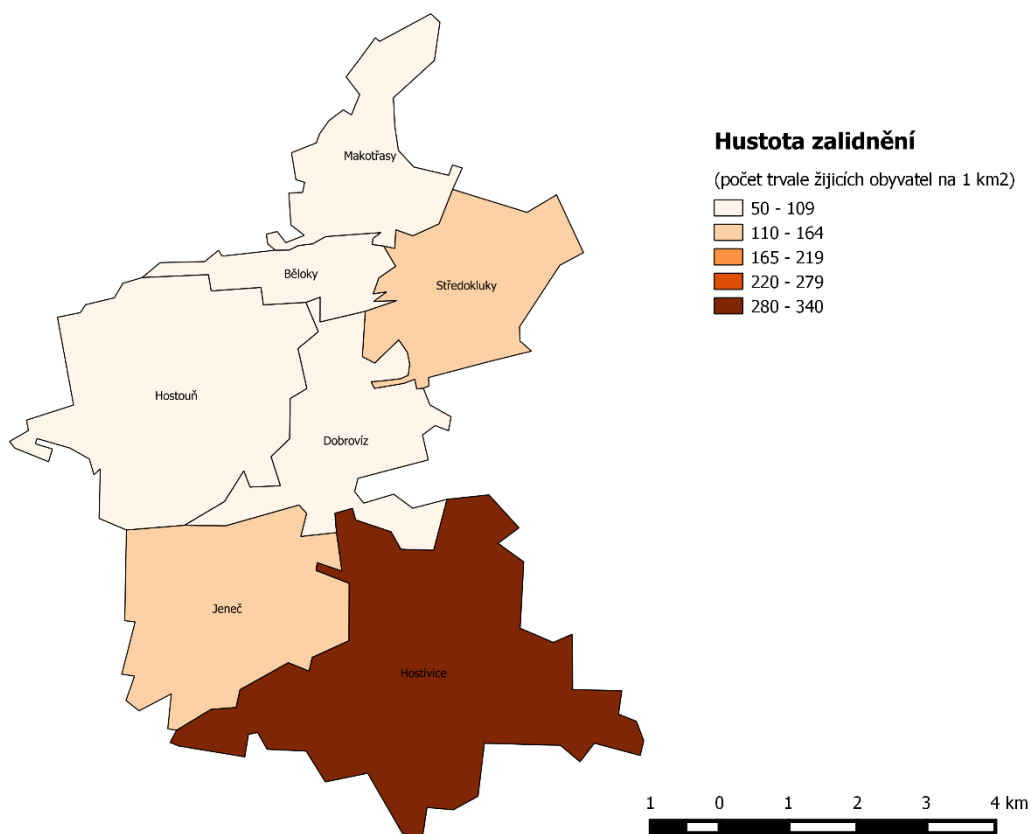 Makotřasy
Běloky
Středokluky
Hostouň
Dobrovíz
Jeneč
Hostivice
Hustota zalidnění
(počet trvale žijicích obyvatel na 1 km2)
50 - 109
110 - 164
165 - 219
220 - 279
280 - 340
1 0 1 2 3 4 km